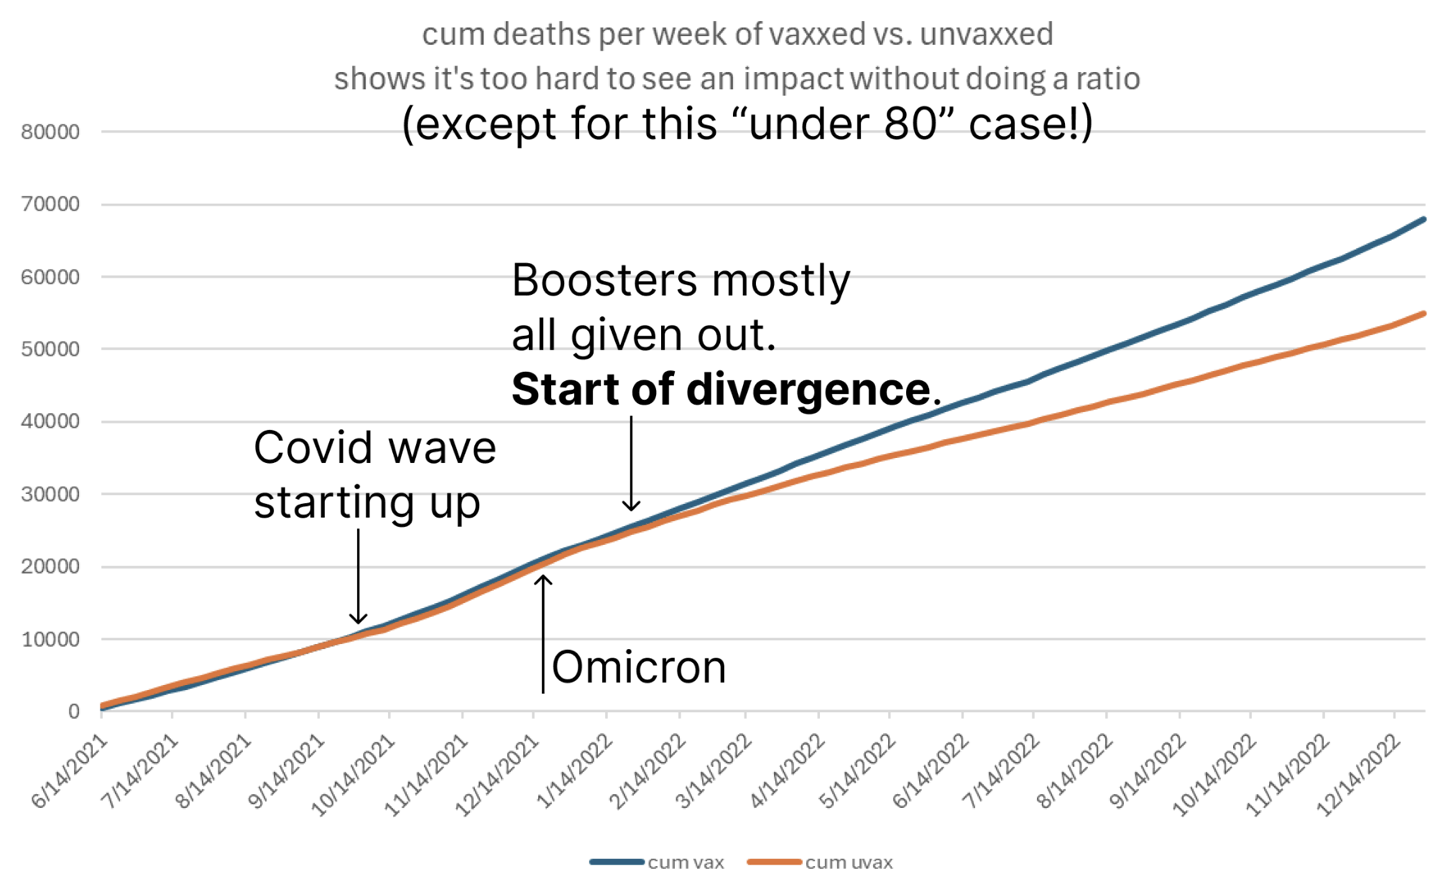 cum deaths per week of vaxxed vs. unvaxxed
shows it's too hard to see an impact without doing a ratio
(except for this “under 80” case!)
80000
70000
60000
50000
40000
30000
20000
10000
0
Boosters mostly
all given out.
Start of divergence.
Covid wave
starting up
Omicron
6/14/2021
7/14/2021
8/14/2021
9/14/2021
10/14/2021
11/14/2021
12/14/2021
1/14/2022
2/14/2022
3/14/2022
4/14/2022
5/14/2022
6/14/2022
7/14/2022
8/14/2022
9/14/2022
10/14/2022
11/14/2022
12/14/2022
cum vax
cum uvax